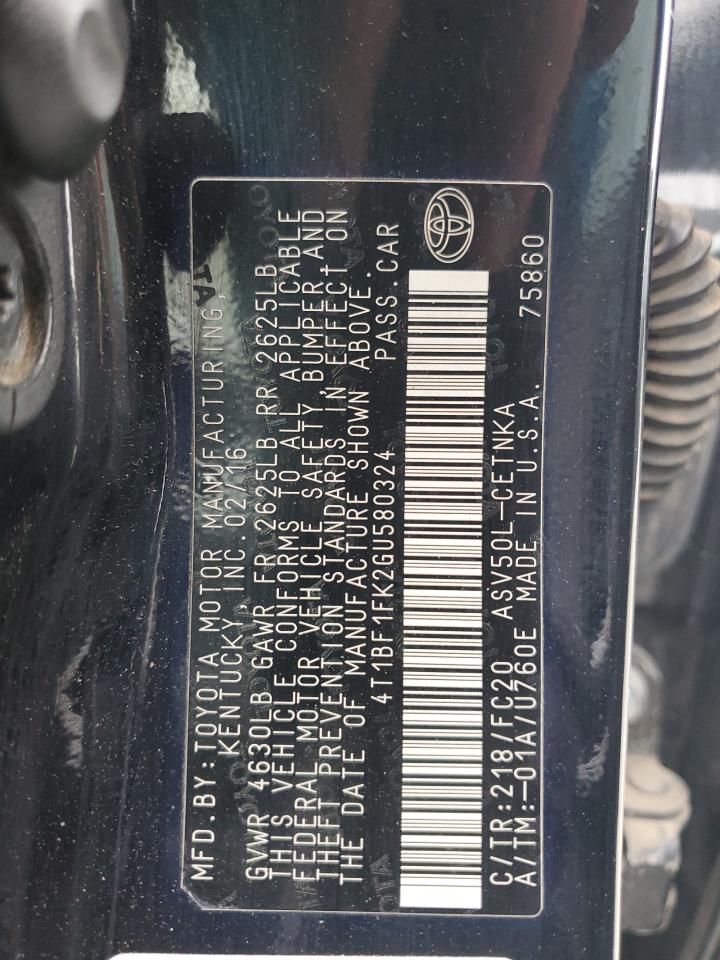 MFD.BY:TOYOTA MOTOR MANUFACTURING,
KENTUCKY, INC. 02/16
GVWR 4630LB GAWR FR 2625LB RR 2625LB
THIS VEHICLE CONFORMS TO ALL APPLICABLE
FEDERAL MOTOR VEHICLE SAFETY, BUMPER, AND
THEFT PREVENTION STANDARDS IN EFFECT ON
THE DATE OF MANUFACTURE SHOWN ABOVE.
4T1BF1FK2GU580324 PASS.CAR
C/TR:218/FC20 ASV50L-CETNKA 75860
A/TM:-01A/U760E MADE IN U.S.A.